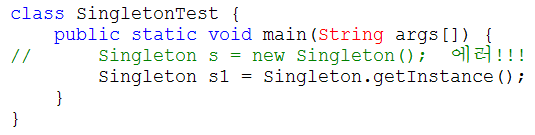 class SingletonTest {
    public static void main(String args[]) {
//      Singleton s = new Singleton();  에러!!!
        Singleton s1 = Singleton.getInstance();
    }
}